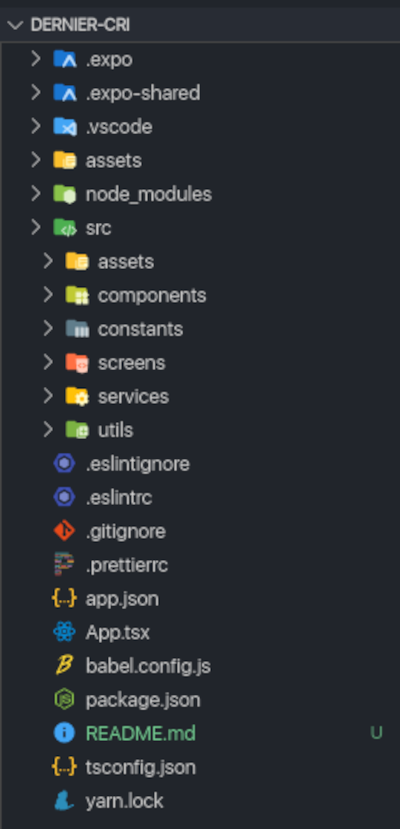 DERNIER-CRI
.expo
.expo-shared
.vscode
assets
node_modules
src
assets
components
constants
screens
services
utils
.eslintignore
.eslintrc
.gitignore
.prettierrc
{..} app.json
App.tsx
babel.config.js
package.json
README.md U
{..} tsconfig.json
yarn.lock